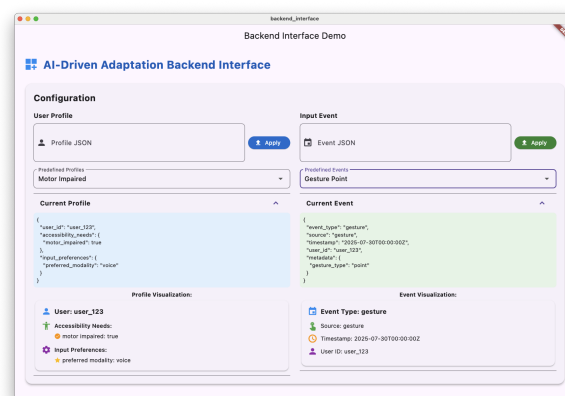 backend_interface
Backend Interface Demo
AI-Driven Adaptation Backend Interface
Configuration
User Profile
Profile JSON
Apply
Predefined Profiles
Motor Impaired
Current Profile
{
"user_id": "user_123",
"accessibility_needs": {
"motor_impaired": true
},
"input_preferences": {
"preferred_modality": "voice"
}
}
Profile Visualization:
User: user_123
Accessibility Needs:
motor impaired: true
Input Preferences:
preferred modality: voice
Input Event
Event JSON
Apply
Predefined Events
Gesture Point
Current Event
{
"event_type": "gesture",
"source": "gesture",
"timestamp": "2025-07-30T00:00:00Z",
"user_id": "user_123",
"metadata": {
"gesture_type": "point"
}
}
Event Visualization:
Event Type: gesture
Source: gesture
Timestamp: 2025-07-30T00:00:00Z
User ID: user_123